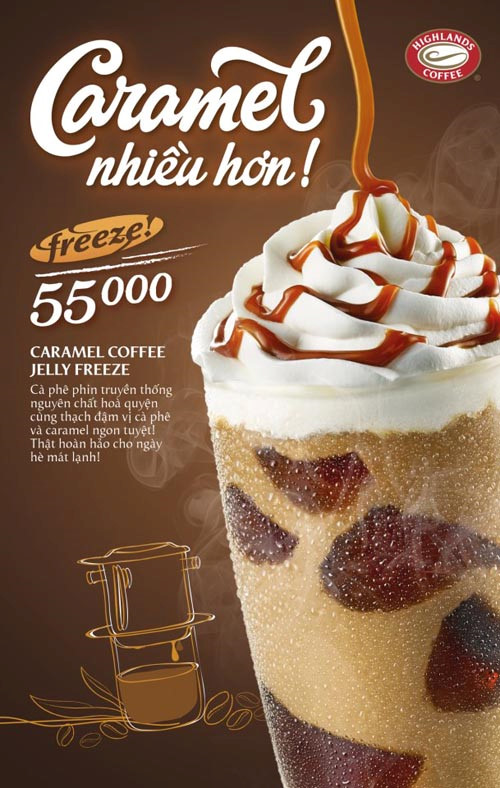 HIGHLANDS
COFFEE
®
Caramel
nhiều hơn!
freeze!
55000
CARAMEL COFFEE
JELLY FREEZE
Cà phê phin truyền thống
nguyên chất hoà quyện
cùng thạch đậm vị cà phê
và caramel ngon tuyệt!
Thật hoàn hảo cho ngày
hè mát lạnh!